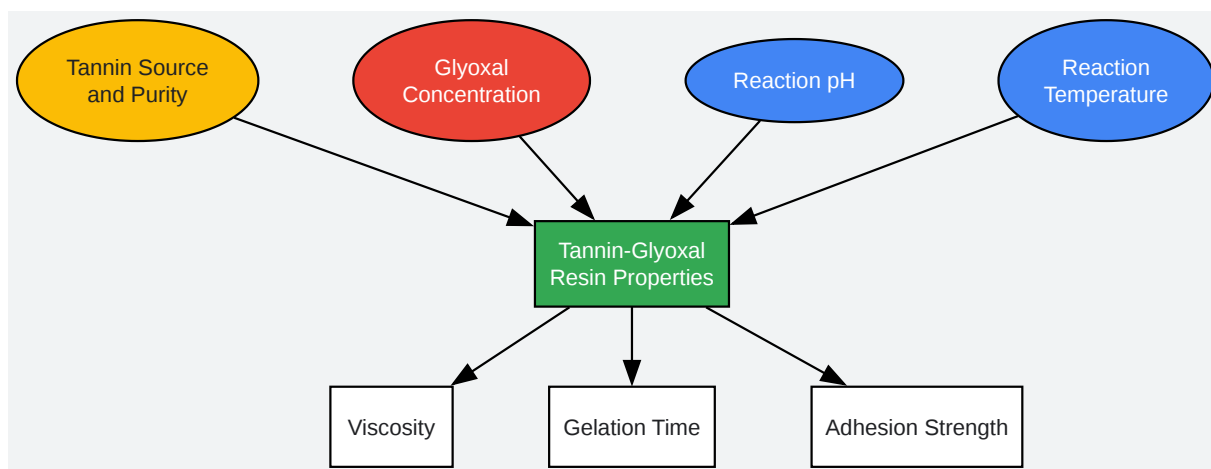 Tannin Source
and Purity
Glyoxal
Concentration
Reaction pH
Reaction
Temperature
Tannin-Glyoxal
Resin Properties
Viscosity
Gelation Time
Adhesion Strength